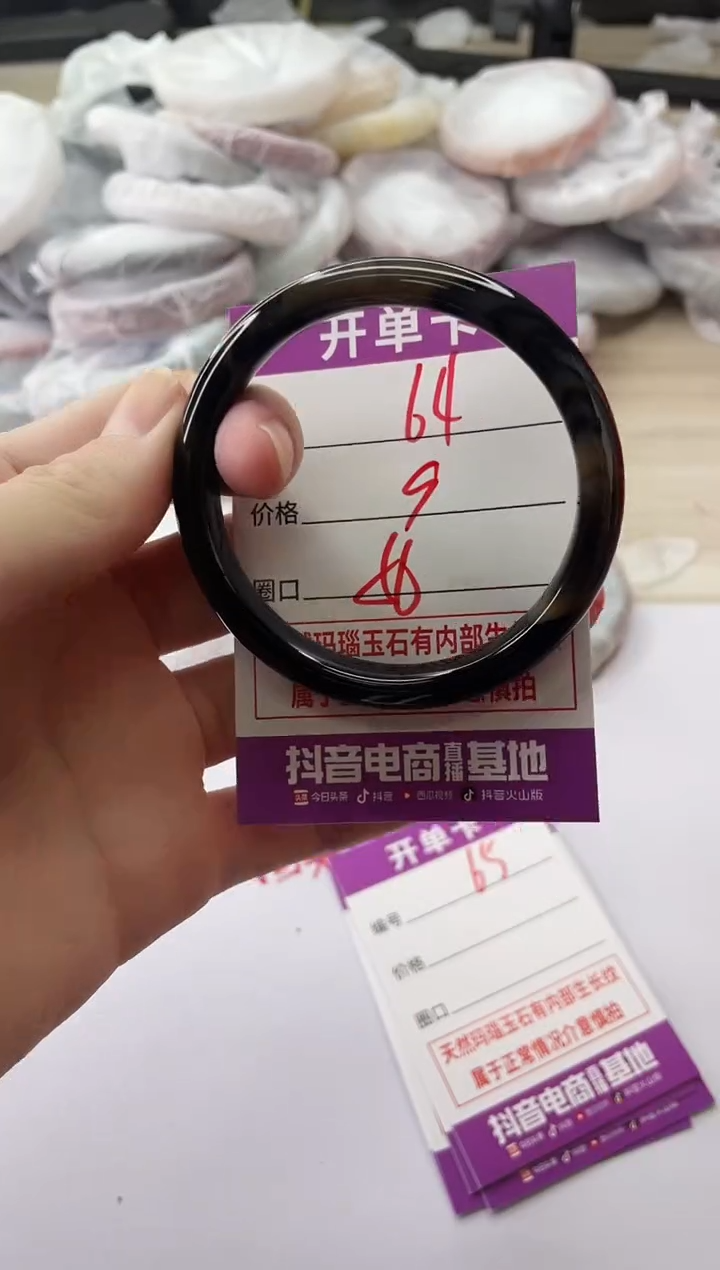 开单卡
64
价格 9
圈口
玛瑙玉石有内部生
属于 慎拍
抖音电商直播基地
今日头条 抖音 西瓜视频 抖音火山版
开单卡
编号 65
价格
圈口
天然玛瑙玉石有内部生长纹
属于正常情况介意慎拍
抖音电商直播基地